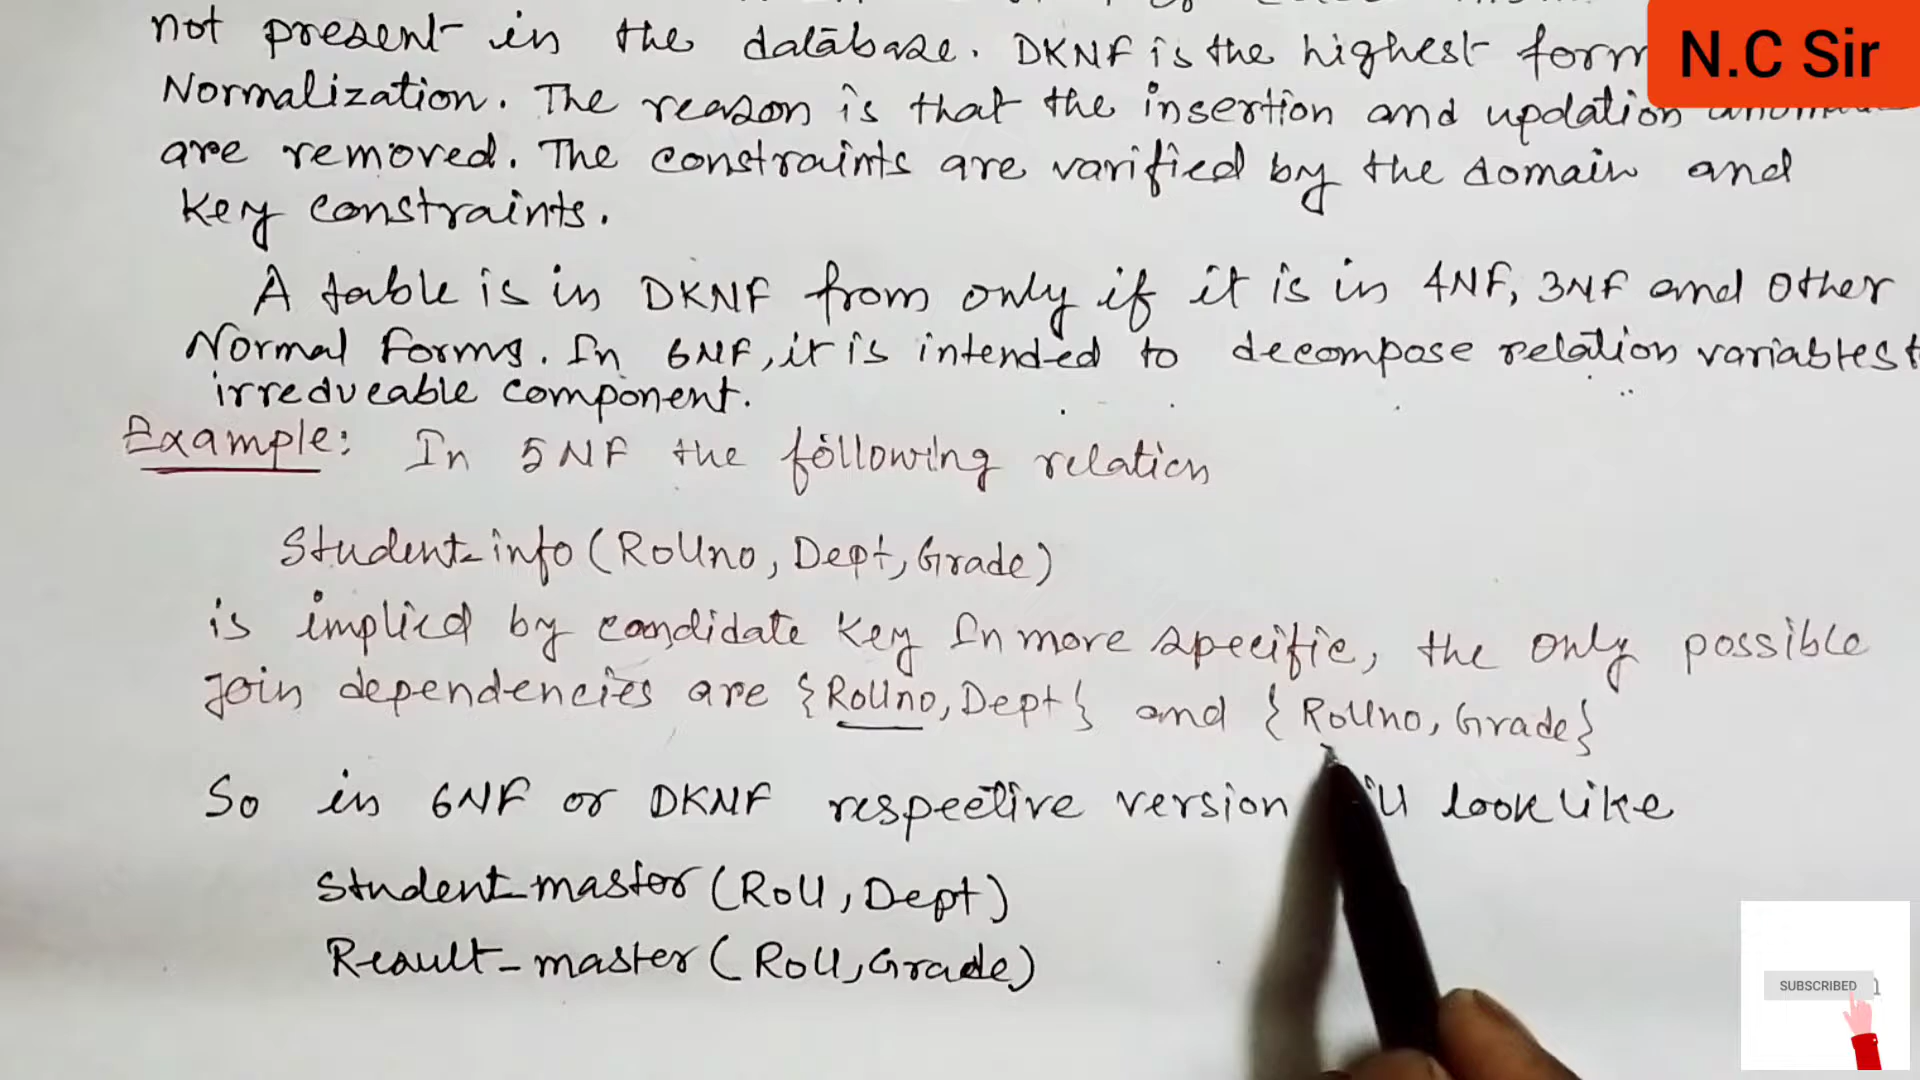 not present in the database. DKNF is the highest form
N.C Sir
Normalization. The reason is that the insertion and updation
are removed. The constraints are varified by the domain and
Key constraints.
A table is in DKNF from only if it is in 4NF, 3NF and Other
Normal Forms. In 6NF, it is intended to decompose relation variables
irredueable component.
Example: In 5NF the following relation
Student-info (Rollno, Dept, Grade)
is implied by candidate Key In more specific, the only possible
Join dependencies are {Rollno, Dept} and {Rollno, Grade}
So in 6NF or DKNF respective version look like
Student-master (Roll, Dept)
Result-master (Roll, Grade)
SUBSCRIBED